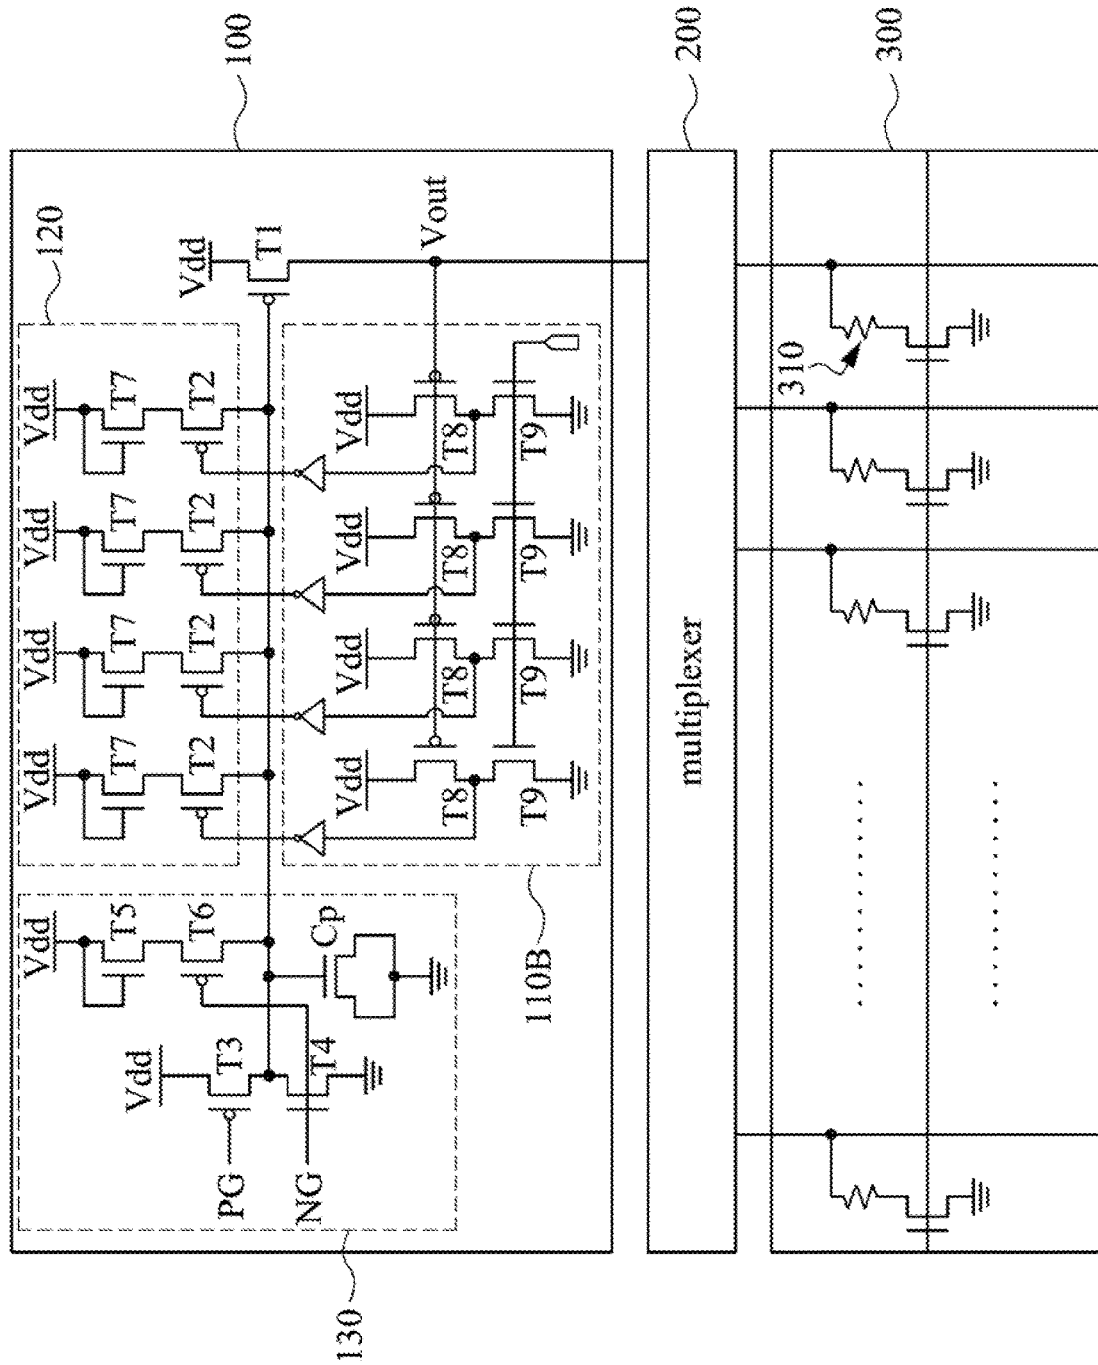 100
120
Vdd
T1
Vout
Vdd
T7
T2
Vdd
T7
T2
Vdd
T7
T2
Vdd
T7
T2
Vdd
T8
T9
Vdd
T8
T9
Vdd
T8
T9
Vdd
T8
T9
110B
Vdd
T5
T6
Cp
Vdd
T3
T4
PG
NG
130
200
multiplexer
300
310